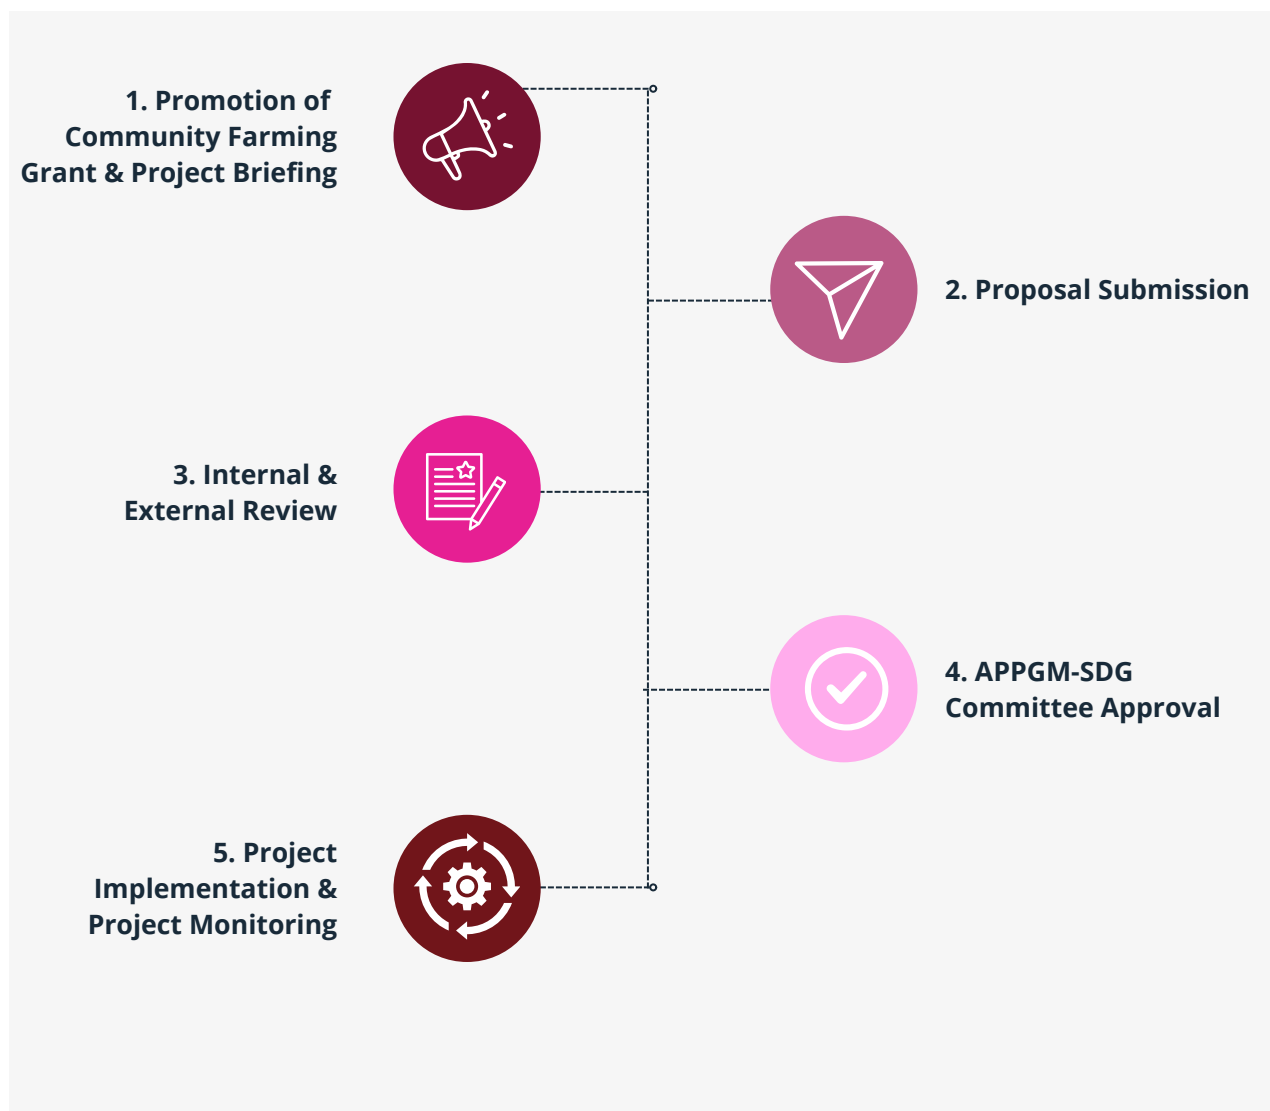 1. Promotion of
Community Farming
Grant & Project Briefing
2. Proposal Submission
3. Internal &
External Review
4. APPGM-SDG
Committee Approval
5. Project
Implementation &
Project Monitoring